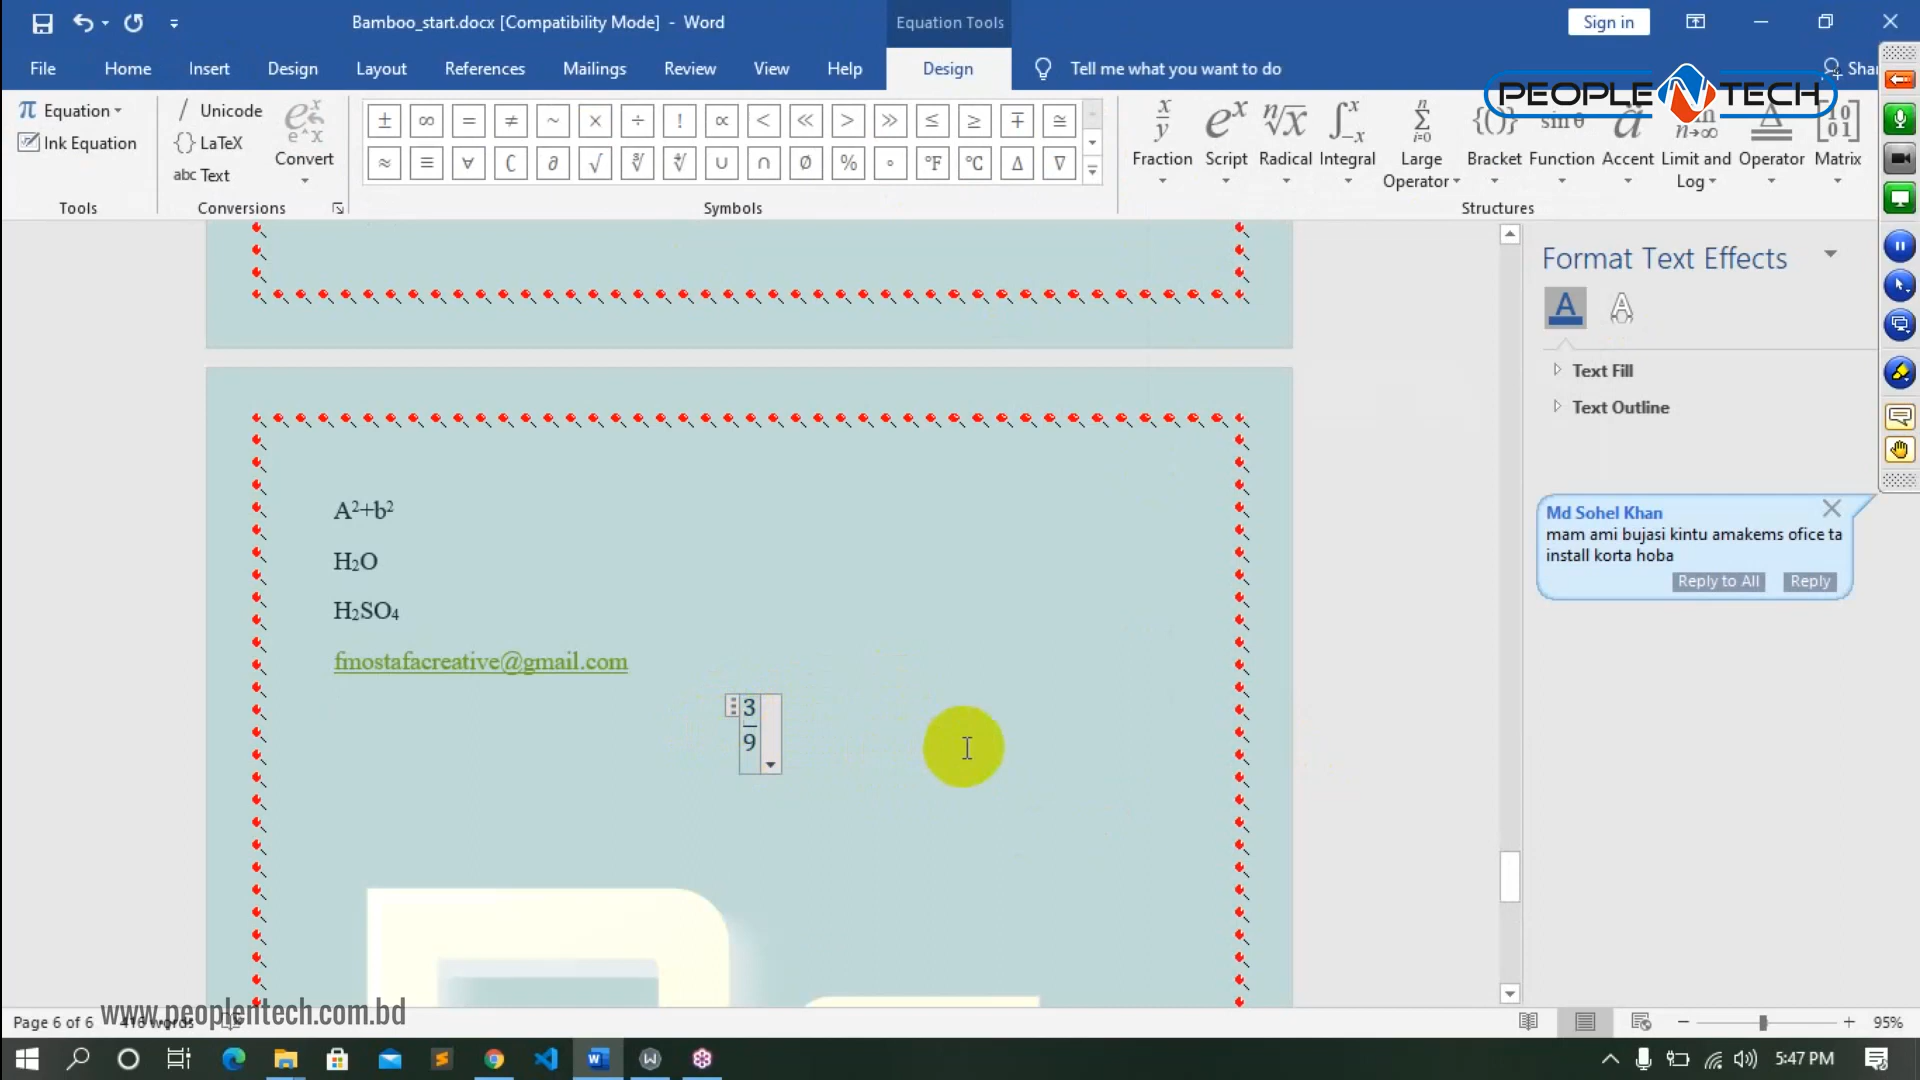 Bamboo_start.docx [Compatibility Mode] - Word
Equation Tools
Sign in
File Home Insert Design Layout References Mailings Review View Help Design Tell me what you want to do Shar
PEOPLE N TECH
π Equation
Ink Equation
Tools
/ Unicode
{} LaTeX
abc Text
Convert
Conversions
± ∞ = ≠ ~ × ÷ ! ∝ < ≪ > ≫ ≤ ≥ ∓ ≅
≈ ≡ ∀ ∁ ∂ √ ∛ ∜ ∪ ∩ ∅ % ° °F °C ∆ ∇
Symbols
Fraction Script Radical Integral Large Operator Bracket Function Accent Limit and Log Operator Matrix
Structures
Format Text Effects
Text Fill
Text Outline
A²+b²
H₂O
H₂SO₄
fmostafacreative@gmail.com
3
9
Md Sohel Khan
mam ami bujasi kintu amakems ofice ta
install korta hoba
Reply to All Reply
www.peoplentech.com.bd
Page 6 of 6 416 words
95%
5:47 PM